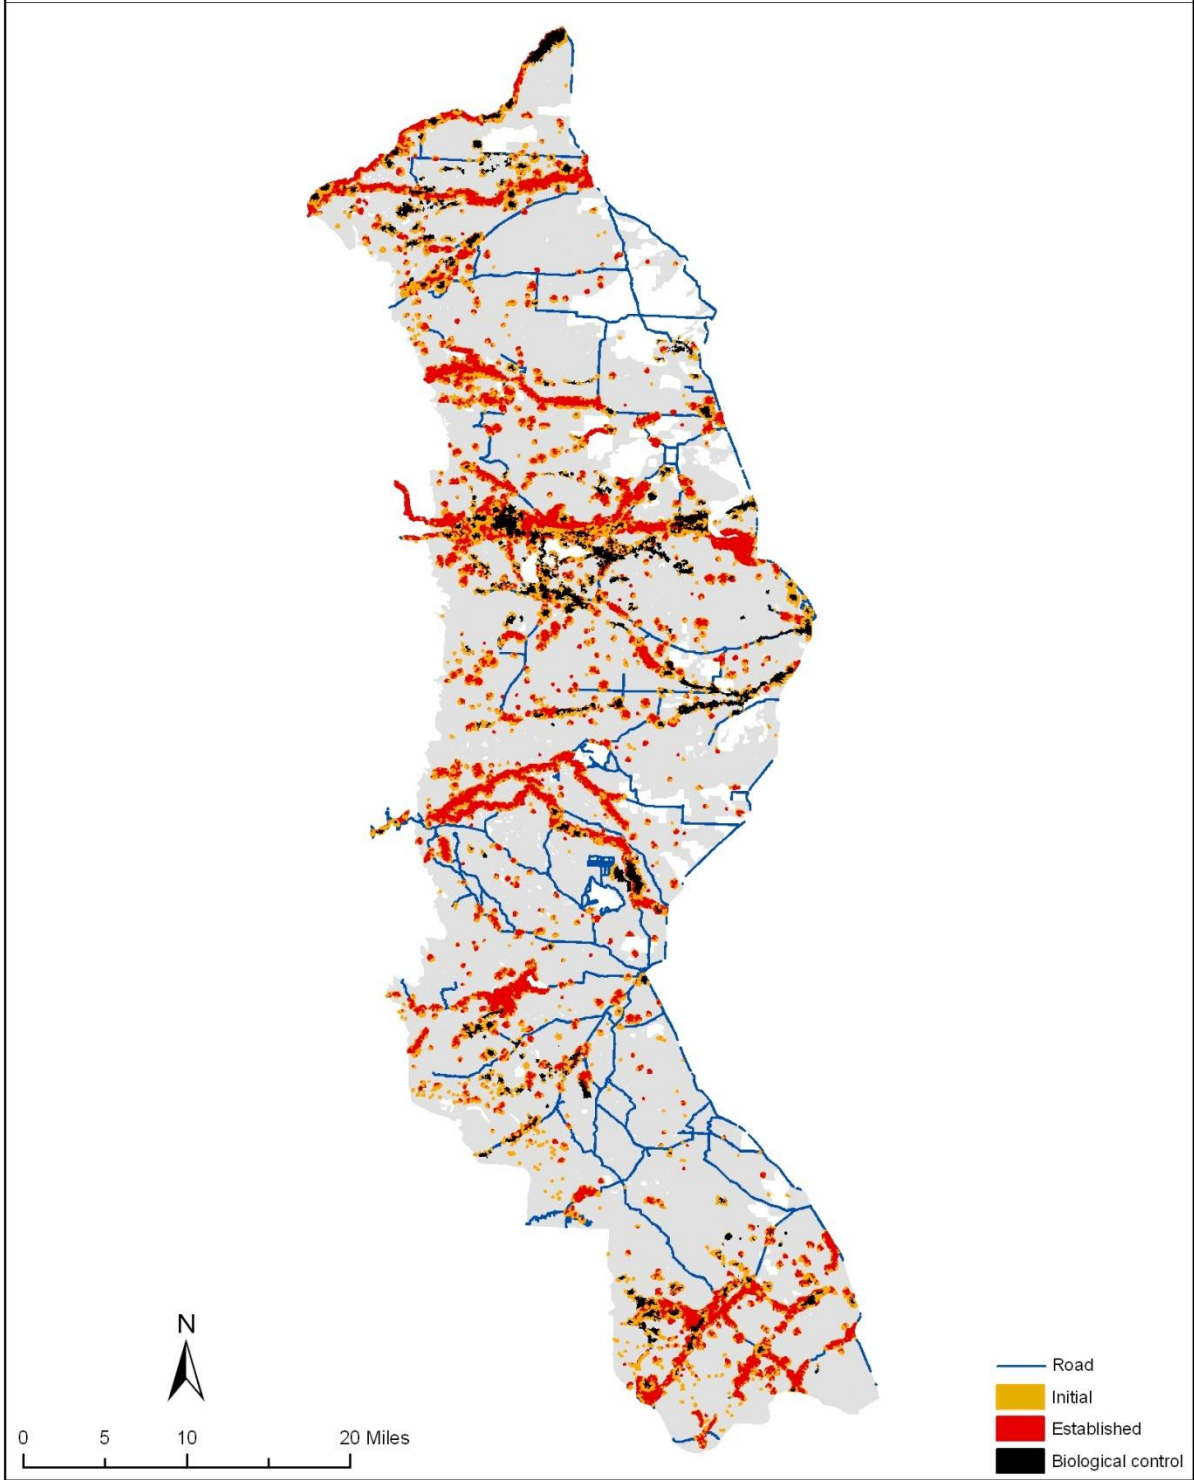 N
0 5 10 20 Miles
Road
Initial
Established
Biological control